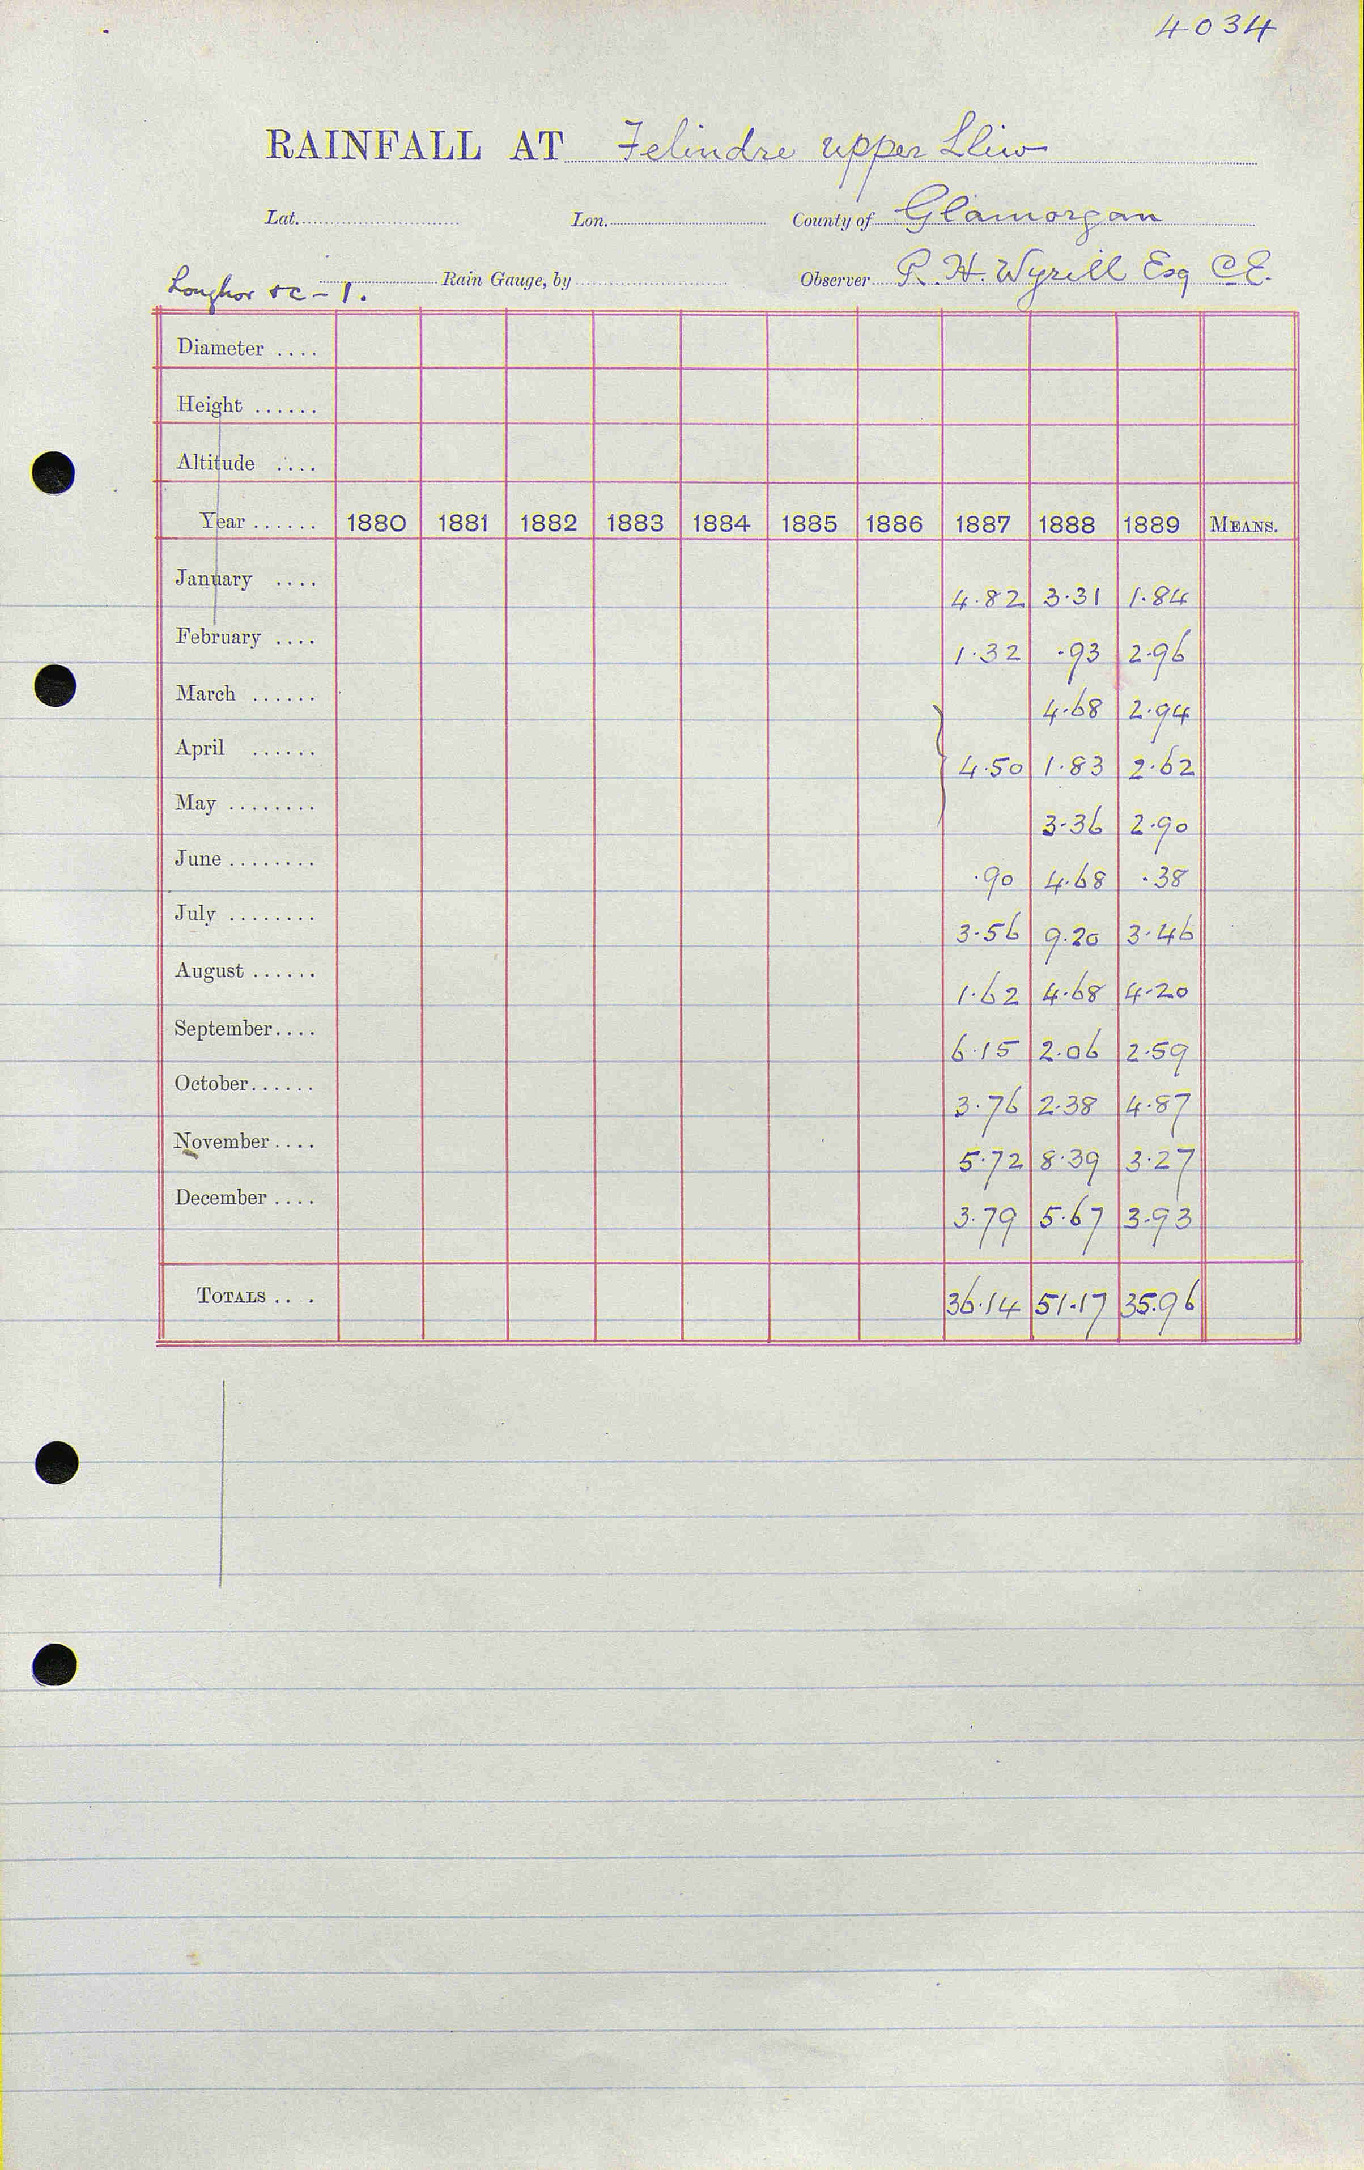 4034
RAINFALL AT Felindre upper Lliw
Lat. Lon. County of Glamorgan
Loughor &c - 1. Rain Gauge, by Observer R. H. Wyrill Esq C.E.
Diameter ....
Height ......
Altitude ....
Year ...... 1880 1881 1882 1883 1884 1885 1886 1887 1888 1889 MEANS.
January .... 4.82 3.31 1.84
February .... 1.32 .93 2.96
March ...... 4.68 2.94
April ...... } 4.50 1.83 2.62
May ........ 3.36 2.90
June ........ .90 4.68 .38
July ........ 3.56 9.20 3.46
August ...... 1.62 4.68 4.20
September.... 6.15 2.06 2.59
October...... 3.76 2.38 4.87
November .... 5.72 8.39 3.27
December .... 3.79 5.67 3.93
TOTALS .. . 36.14 51.17 35.96